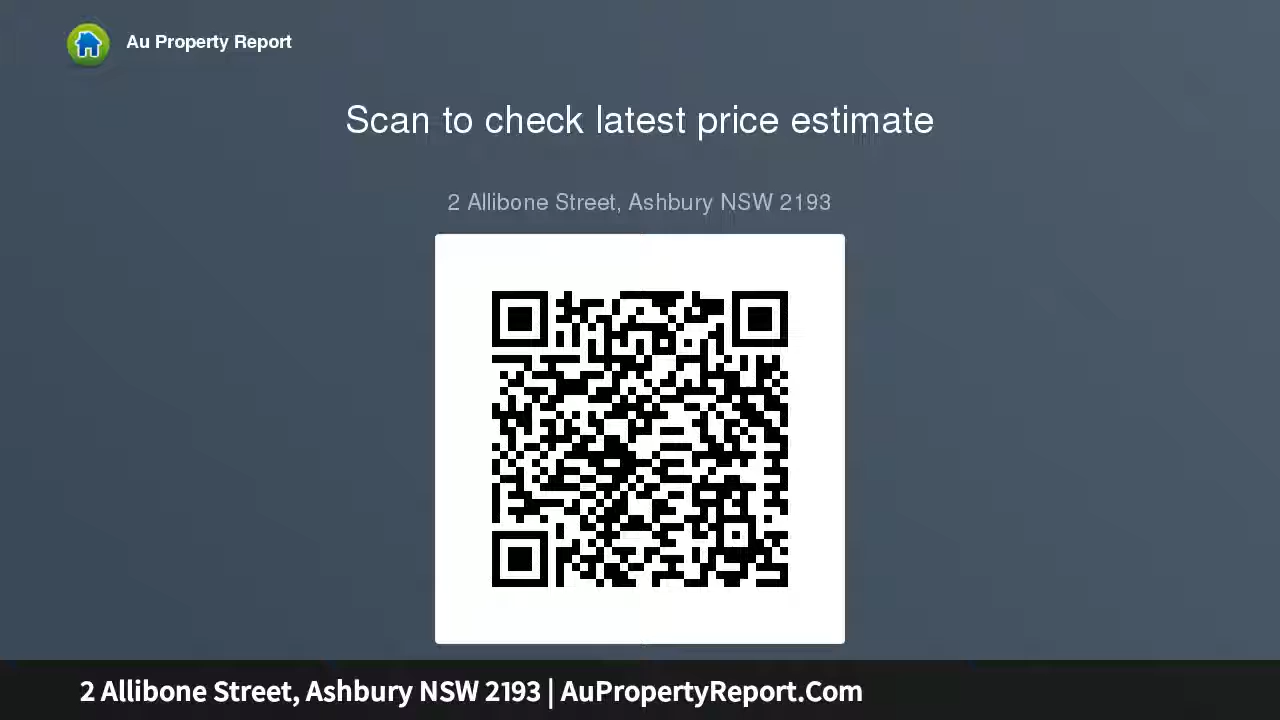 Au Property Report
Scan to check latest price estimate
2 Allibone Street, Ashbury NSW 2193
2 Allibone Street, Ashbury NSW 2193 | AuPropertyReport.Com